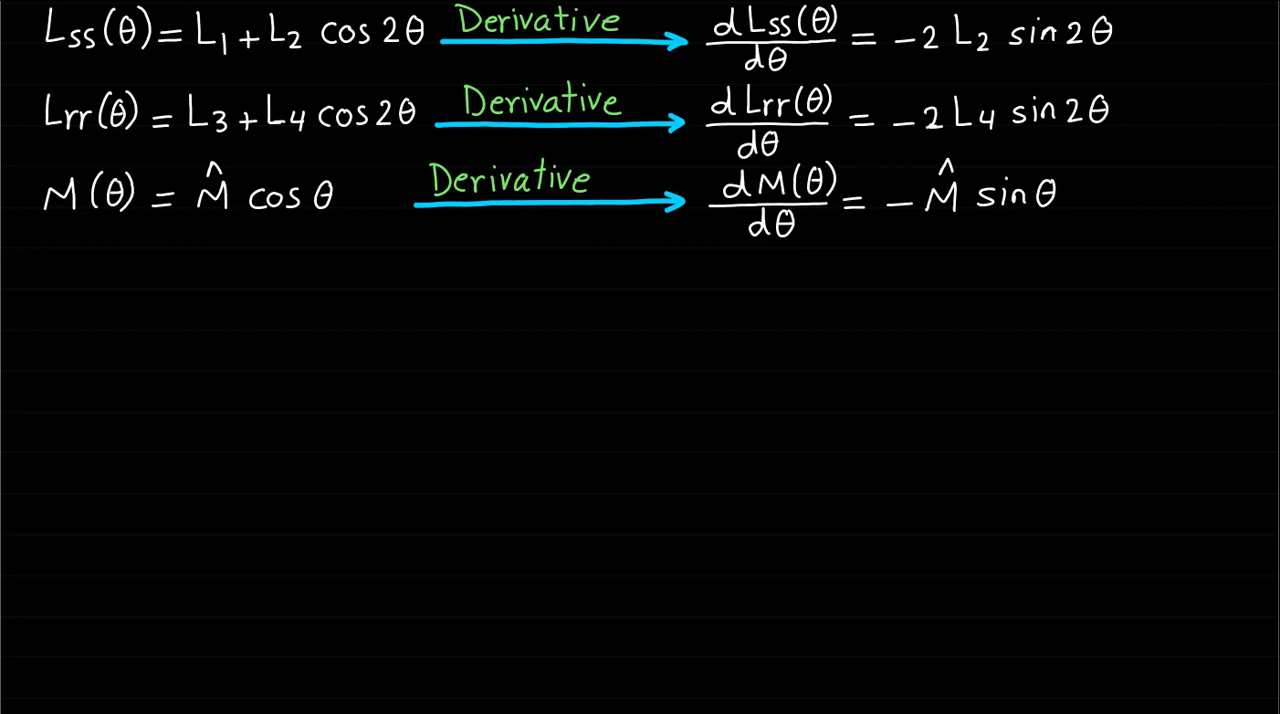 Lss(θ) = L₁ + L₂ cos 2θ Derivative dLss(θ)/dθ = -2 L₂ sin 2θ
Lrr(θ) = L₃ + L₄ cos 2θ Derivative dLrr(θ)/dθ = -2 L₄ sin 2θ
M(θ) = M̂ cos θ Derivative dM(θ)/dθ = -M̂ sin θ